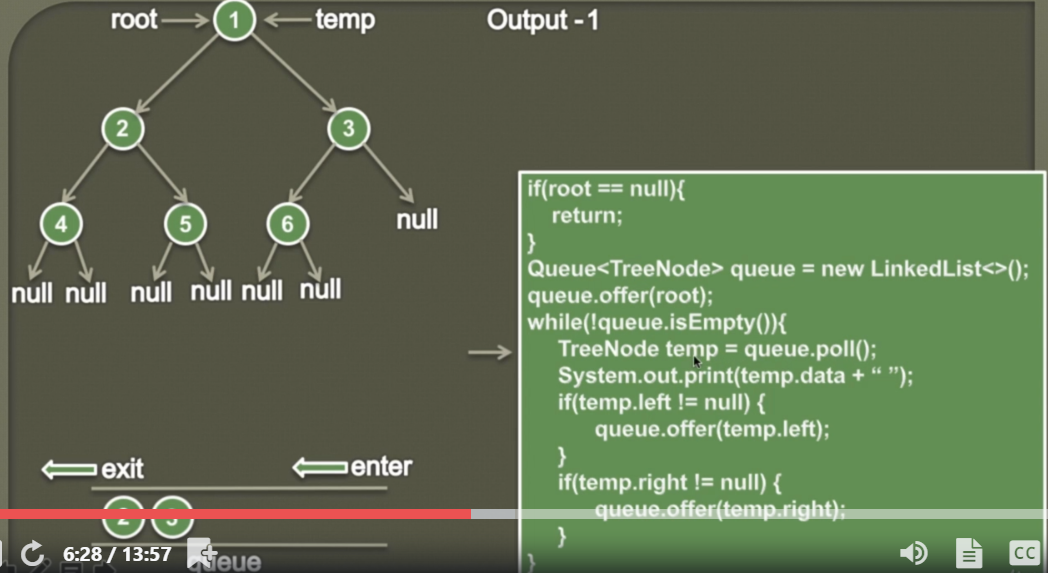 root 1 temp
Output - 1
2 3
4 5 6 null
null null null null null null
if(root == null){
return;
}
Queue<TreeNode> queue = new LinkedList<>();
queue.offer(root);
while(!queue.isEmpty()){
TreeNode temp = queue.poll();
System.out.print(temp.data + “ ”);
if(temp.left != null) {
queue.offer(temp.left);
}
if(temp.right != null) {
queue.offer(temp.right);
}
}
exit enter
2 3
queue
6:28 / 13:57
CC